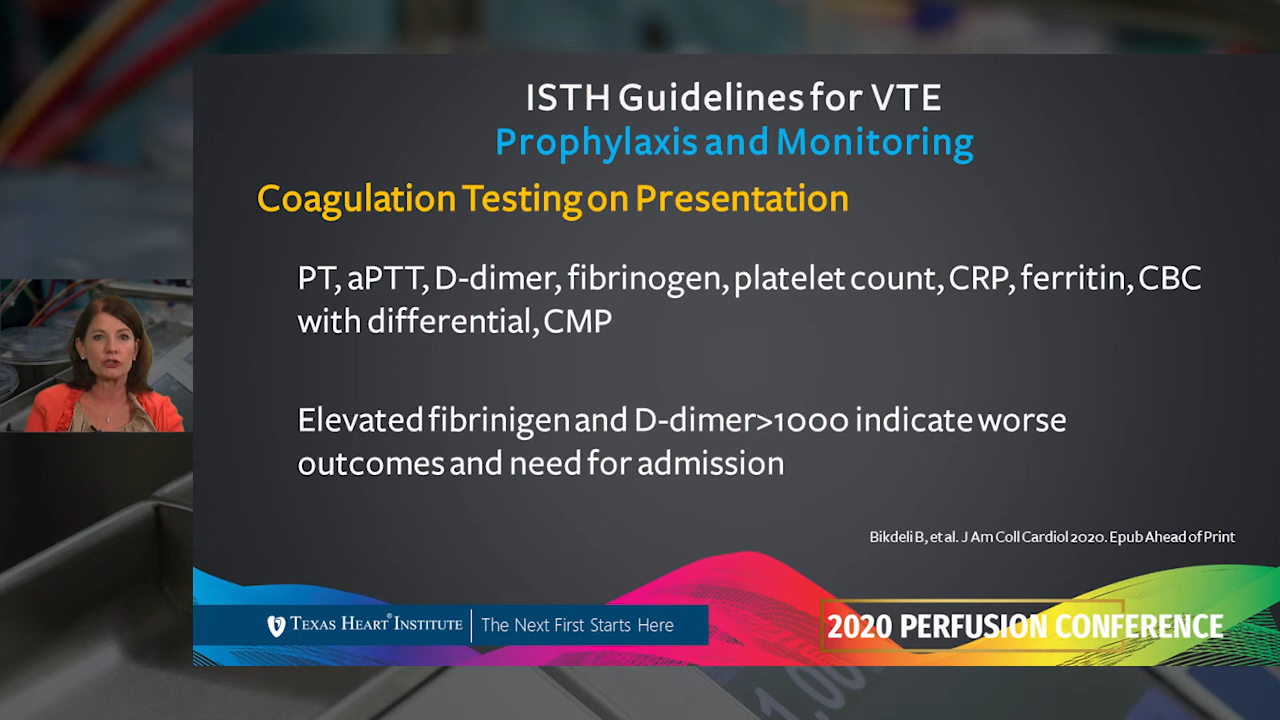 ISTH Guidelines for VTE
Prophylaxis and Monitoring
Coagulation Testing on Presentation
PT, aPTT, D-dimer, fibrinogen, platelet count, CRP, ferritin, CBC
with differential, CMP
Elevated fibrinigen and D-dimer>1000 indicate worse
outcomes and need for admission
Bikdeli B, et al. J Am Coll Cardiol 2020. Epub Ahead of Print
TEXAS HEART® INSTITUTE | The Next First Starts Here
2020 PERFUSION CONFERENCE